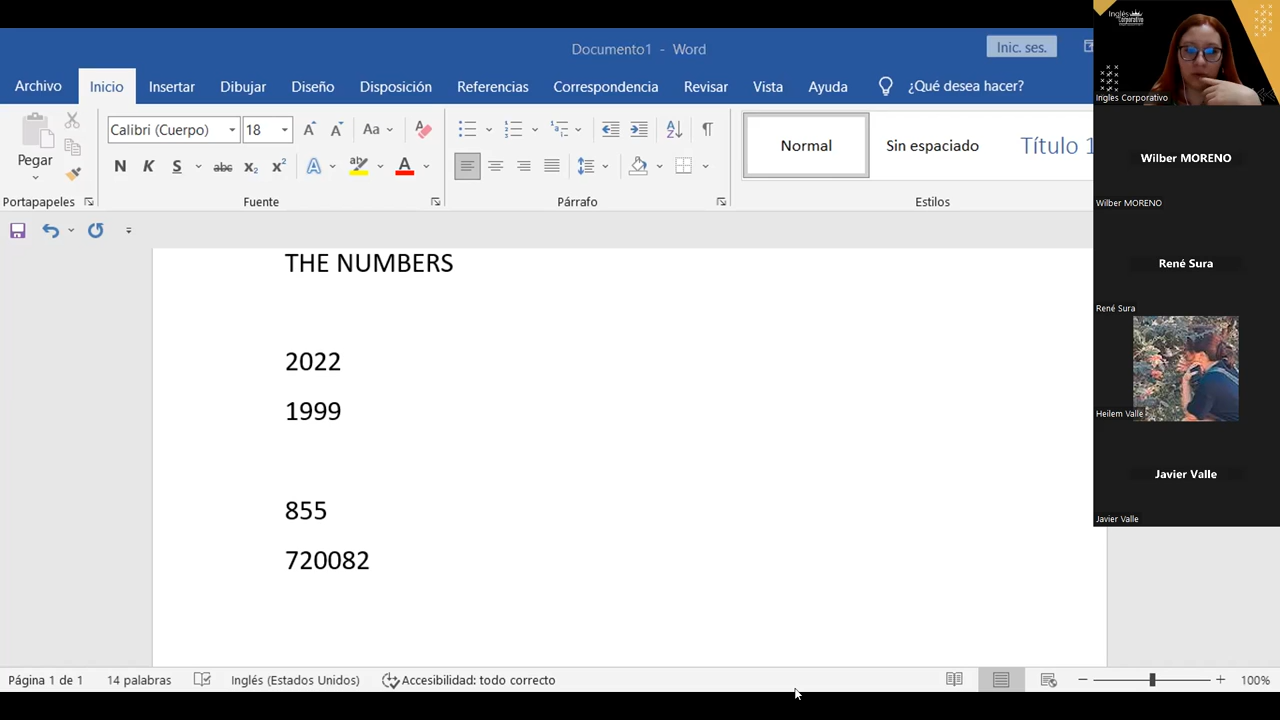 Documento1 - Word
Inic. ses.
Archivo Inicio Insertar Dibujar Diseño Disposición Referencias Correspondencia Revisar Vista Ayuda ¿Qué desea hacer?
Pegar
Calibri (Cuerpo) 18 A A Aa
N K S abc x₂ x² A A
Normal Sin espaciado Título 1
Portapapeles Fuente Párrafo Estilos
THE NUMBERS
2022
1999
855
720082
Página 1 de 1 14 palabras Inglés (Estados Unidos) Accesibilidad: todo correcto 100%
Inglés Corporativo
Ingles Corporativo
Wilber MORENO
Wilber MORENO
René Sura
René Sura
Heilem Valle
Javier Valle
Javier Valle